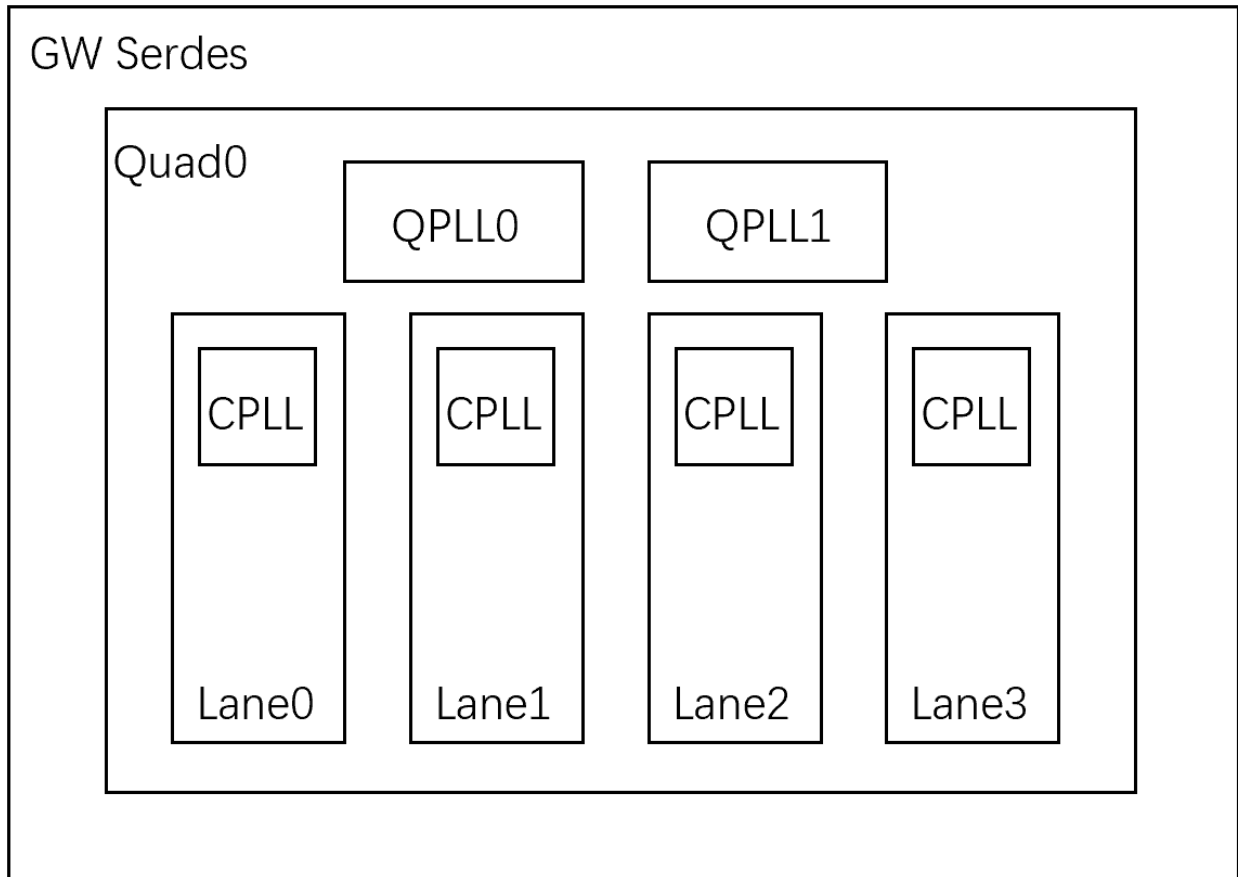 GW Serdes
Quad0
QPLL0
QPLL1
CPLL
CPLL
CPLL
CPLL
Lane0
Lane1
Lane2
Lane3